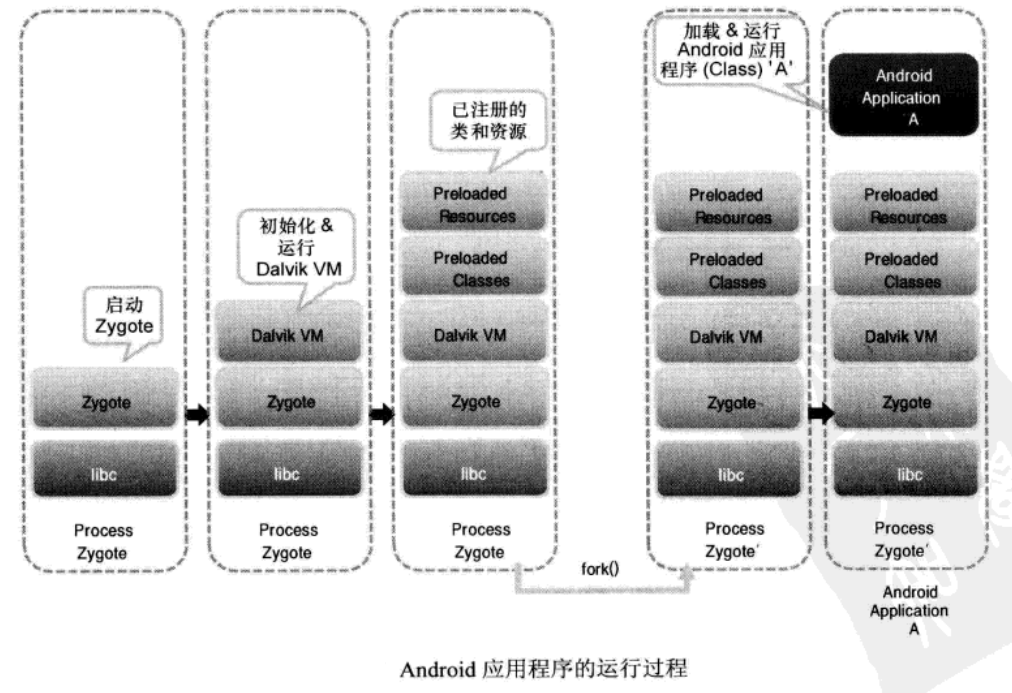 启动
Zygote
Zygote
libc
Process
Zygote
初始化 &
运行
Dalvik VM
Dalvik VM
Zygote
libc
Process
Zygote
已注册的
类和资源
Preloaded
Resources
Preloaded
Classes
Dalvik VM
Zygote
libc
Process
Zygote
fork()
Preloaded
Resources
Preloaded
Classes
Dalvik VM
Zygote
libc
Process
Zygote'
加载 & 运行
Android 应用
程序 (Class) 'A'
Android
Application
A
Preloaded
Resources
Preloaded
Classes
Dalvik VM
Zygote
libc
Process
Zygote'
Android
Application
A
Android 应用程序的运行过程